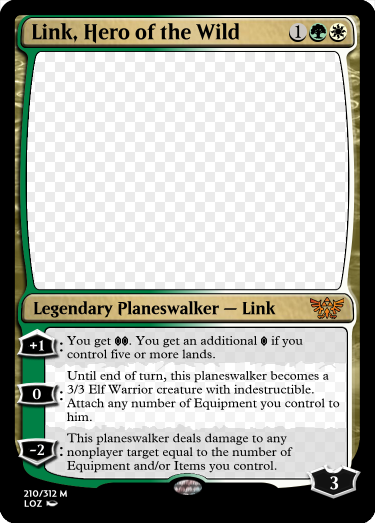 Link, Hero of the Wild 1
Legendary Planeswalker — Link
+1: You get . You get an additional if you
control five or more lands.
Until end of turn, this planeswalker becomes a
0: 3/3 Elf Warrior creature with indestructible.
Attach any number of Equipment you control to
him.
This planeswalker deals damage to any
-2: nonplayer target equal to the number of
Equipment and/or Items you control.
3
210/312 M
LOZ